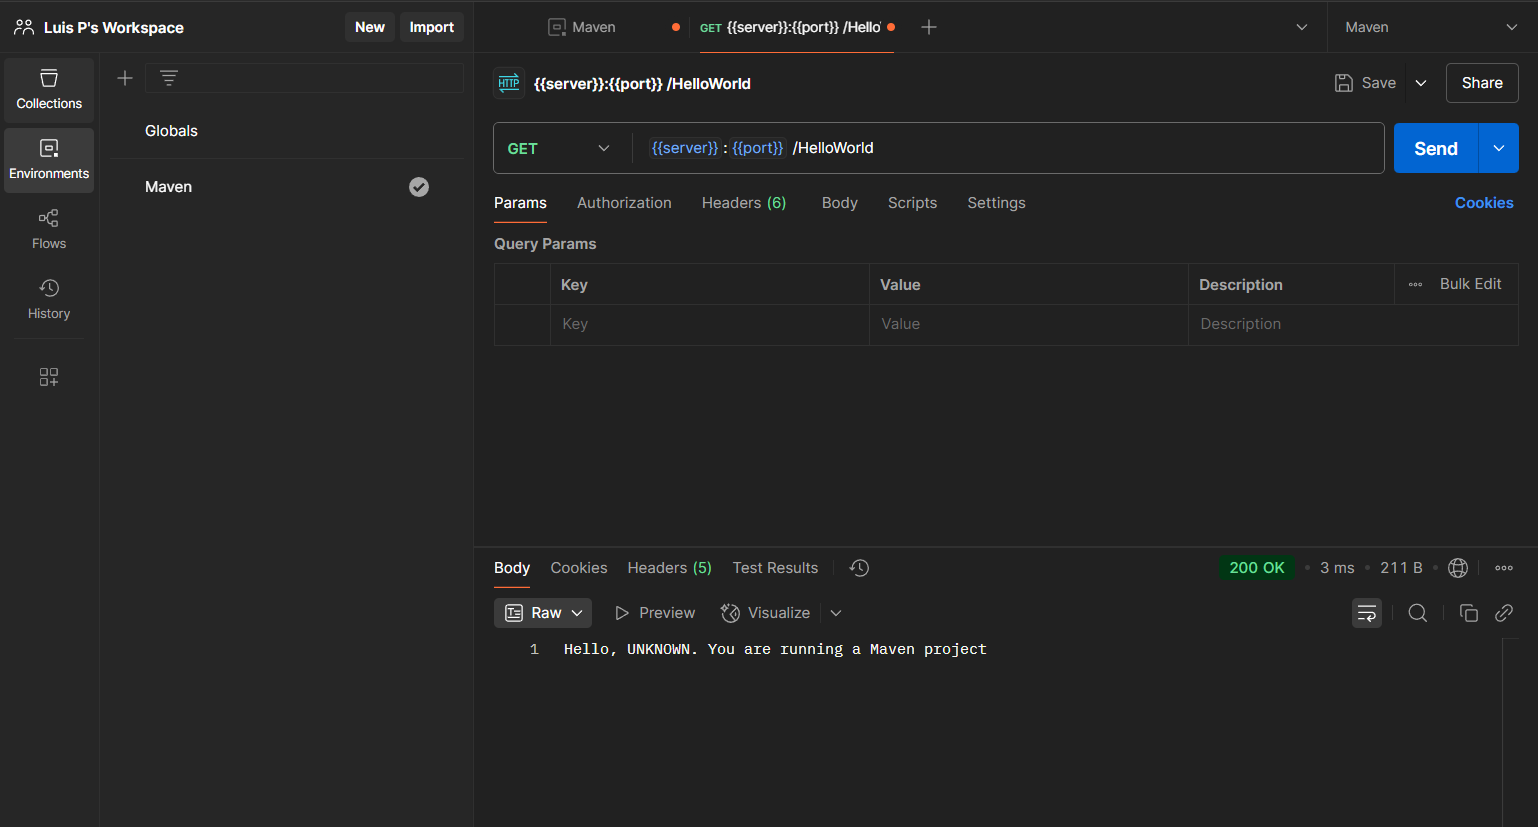 Luis P's Workspace
New
Import
Maven
GET {{server}}:{{port}} /Hello
Maven
Collections
Environments
Flows
History
Globals
Maven
HTTP
{{server}}:{{port}} /HelloWorld
Save
Share
GET
{{server}} : {{port}} /HelloWorld
Send
Params
Authorization
Headers (6)
Body
Scripts
Settings
Cookies
Query Params
Key
Value
Description
Bulk Edit
Key
Value
Description
Body
Cookies
Headers (5)
Test Results
200 OK
3 ms
211 B
Raw
Preview
Visualize
1 Hello, UNKNOWN. You are running a Maven project